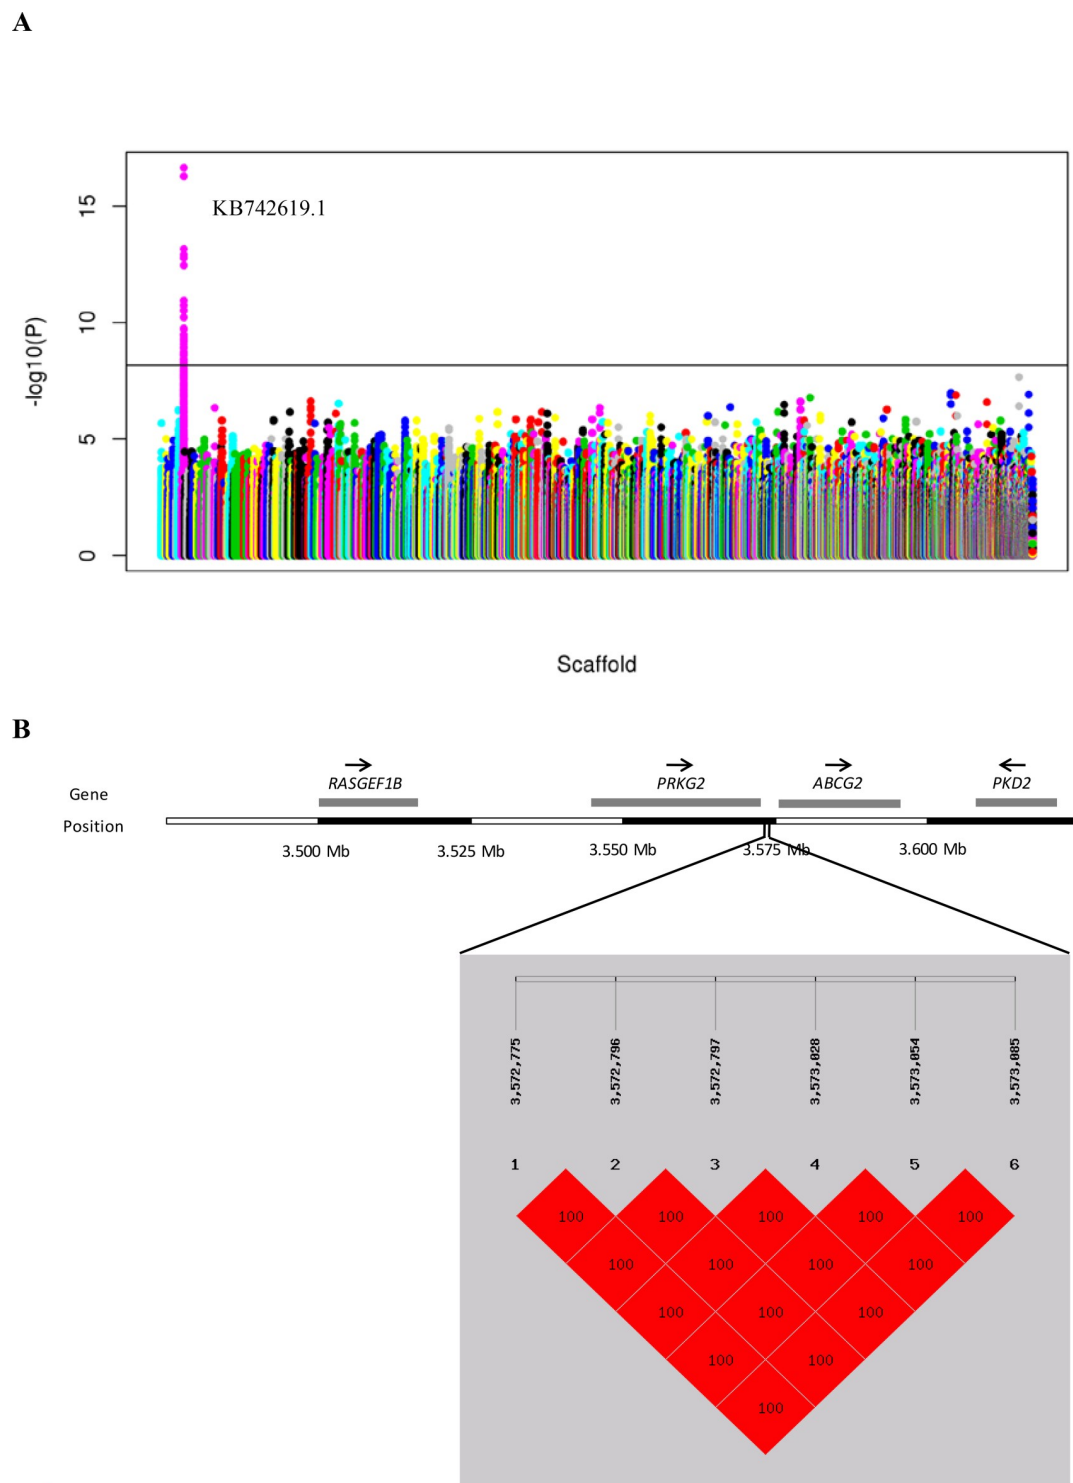 A
15
KB742619.1
10
-log10(P)
5
0
Scaffold
B
RASGEF1B PRKG2 ABCG2 PKD2
Gene
Position
3.500 Mb 3.525 Mb 3.550 Mb 3.575 Mb 3.600 Mb
3,572,775 3,572,796 3,572,797 3,573,028 3,573,054 3,573,085
1 2 3 4 5 6
100 100 100 100 100
100 100 100 100
100 100 100
100 100
100